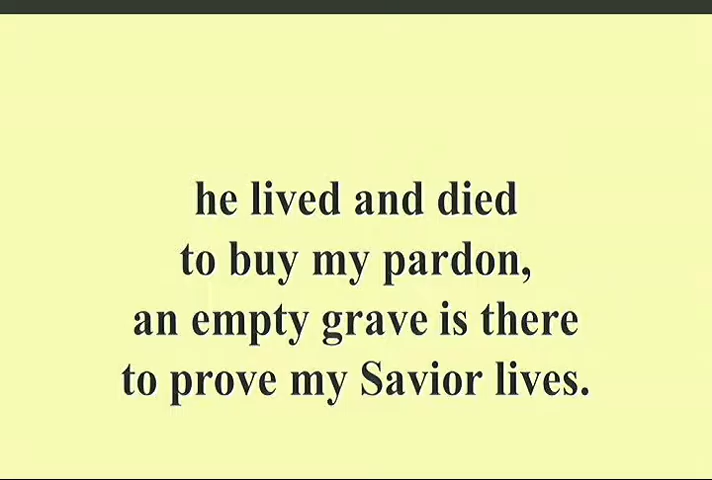 he lived and died
to buy my pardon,
an empty grave is there
to prove my Savior lives.